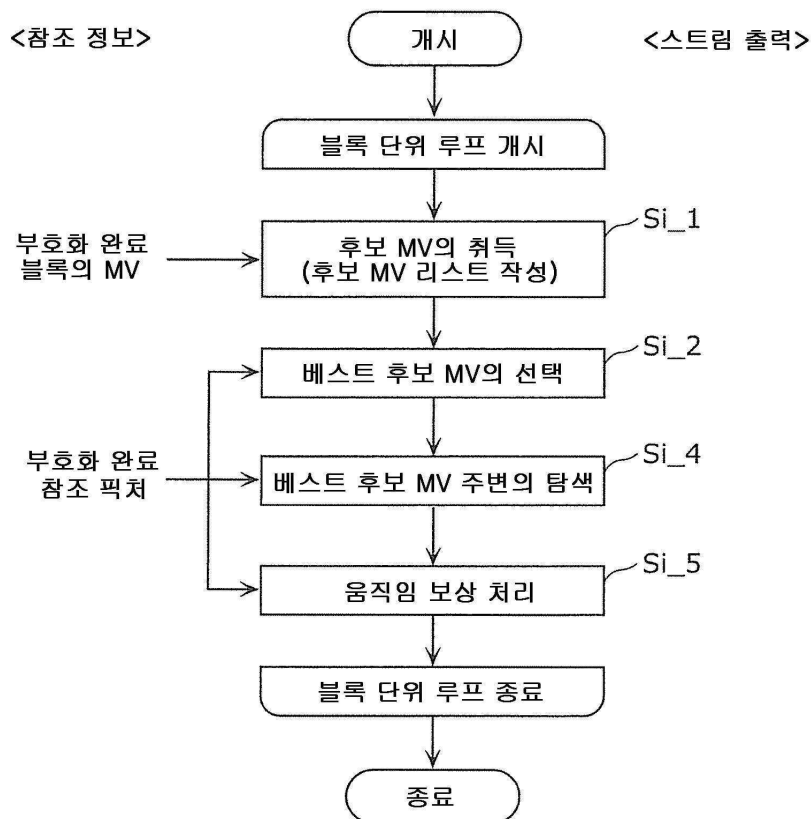 <참조 정보>
개시
<스트림 출력>
블록 단위 루프 개시
Si_1
부호화 완료
블록의 MV
후보 MV의 취득
(후보 MV 리스트 작성)
Si_2
베스트 후보 MV의 선택
부호화 완료
참조 픽처
Si_4
베스트 후보 MV 주변의 탐색
Si_5
움직임 보상 처리
블록 단위 루프 종료
종료